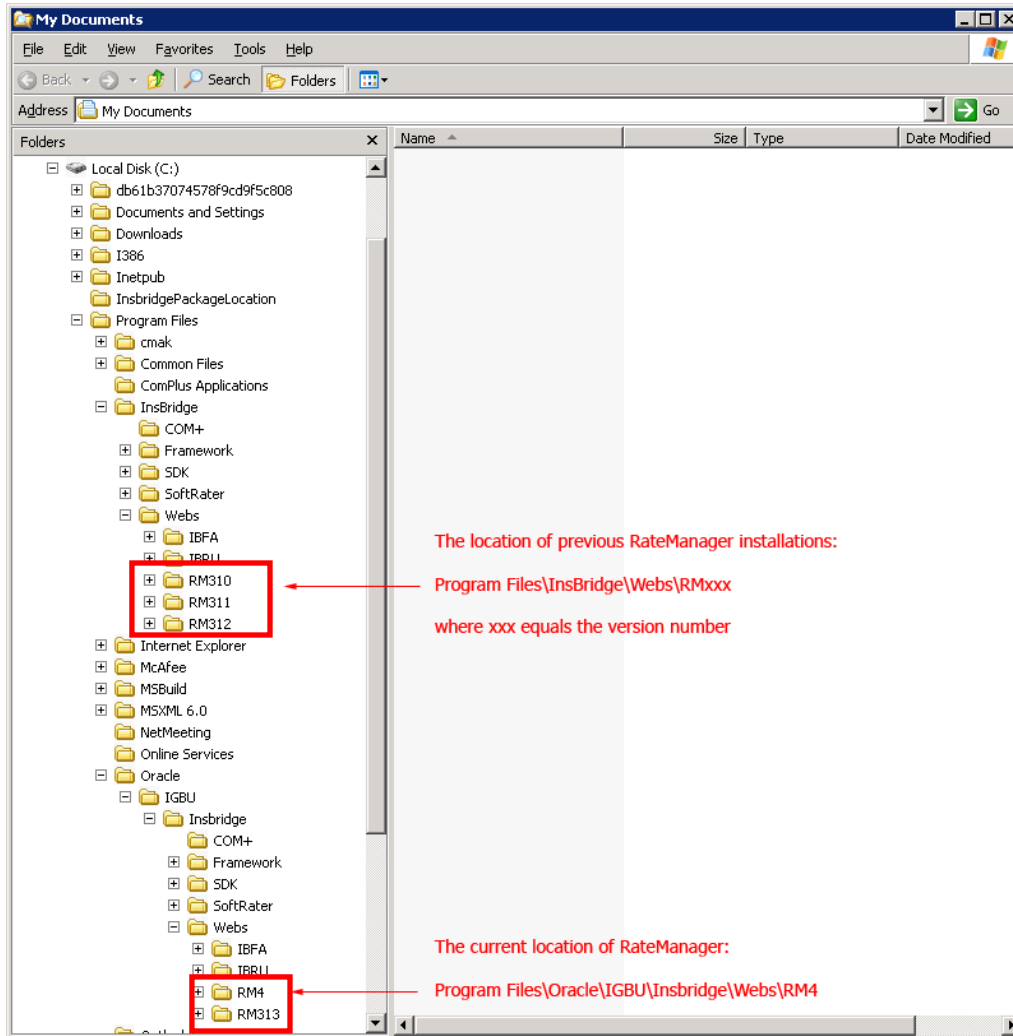 My Documents
File Edit View Favorites Tools Help
Back Search Folders
Address My Documents Go
Folders x Name Size Type Date Modified
Local Disk (C:)
db61b37074578f9cd9f5c808
Documents and Settings
Downloads
I386
Inetpub
InsbridgePackageLocation
Program Files
cmak
Common Files
ComPlus Applications
InsBridge
COM+
Framework
SDK
SoftRater
Webs
IBFA
The location of previous RateManager installations:
IBRU
RM310
Program Files\InsBridge\Webs\RMxxx
RM311
RM312
where xxx equals the version number
Internet Explorer
McAfee
MSBuild
MSXML 6.0
NetMeeting
Online Services
Oracle
IGBU
Insbridge
COM+
Framework
SDK
SoftRater
Webs
IBFA
The current location of RateManager:
IBRU
RM4
Program Files\Oracle\IGBU\Insbridge\Webs\RM4
RM313